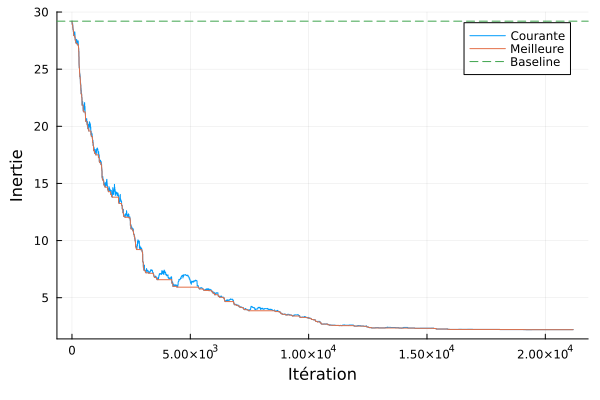 30
25
20
15
10
5
Inertie
Courante
Meilleure
Baseline
0
5.00×10³
1.00×10⁴
1.50×10⁴
2.00×10⁴
Itération